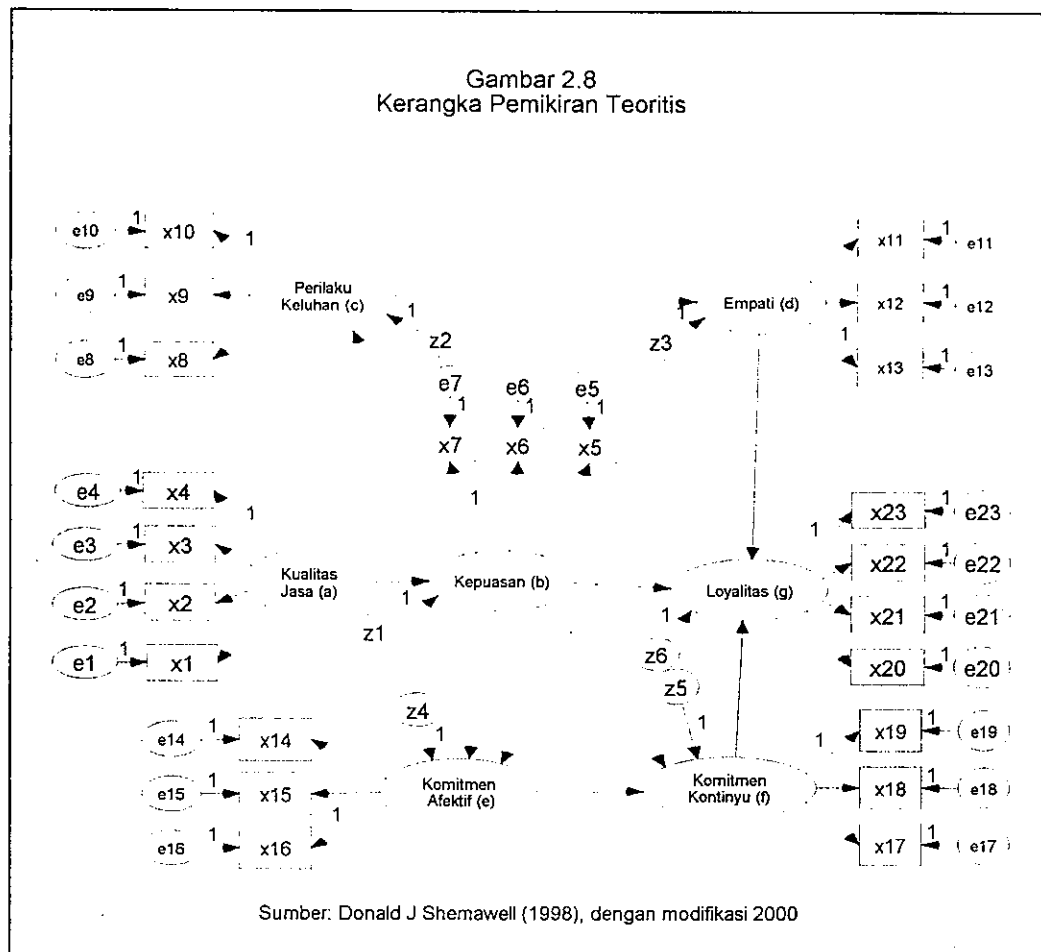 Gambar 2.8
Kerangka Pemikiran Teoritis
e10 1 x10 1
e9 1 x9
e8 1 x8
Perilaku
Keluhan (c)
1
z2
z3
1
Empati (d)
x11 1 e11
x12 1 e12
1 x13 1 e13
e7 e6 e5
1 1 1
x7 x6 x5
1
e4 1 x4
1
e3 1 x3
e2 1 x2
e1 1 x1
Kualitas
Jasa (a)
z1
1
Kepuasan (b)
Loyalitas (g)
1
z6
z5
1
1 x23 1 e23
x22 1 e22
x21 1 e21
x20 1 e20
z4
1
e14 1 x14
e15 1 x15
1
e16 1 x16
Komitmen
Afektif (e)
Komitmen
Kontinyu (f)
1 x19 1 e19
x18 1 e18
x17 1 e17
Sumber: Donald J Shemawell (1998), dengan modifikasi 2000